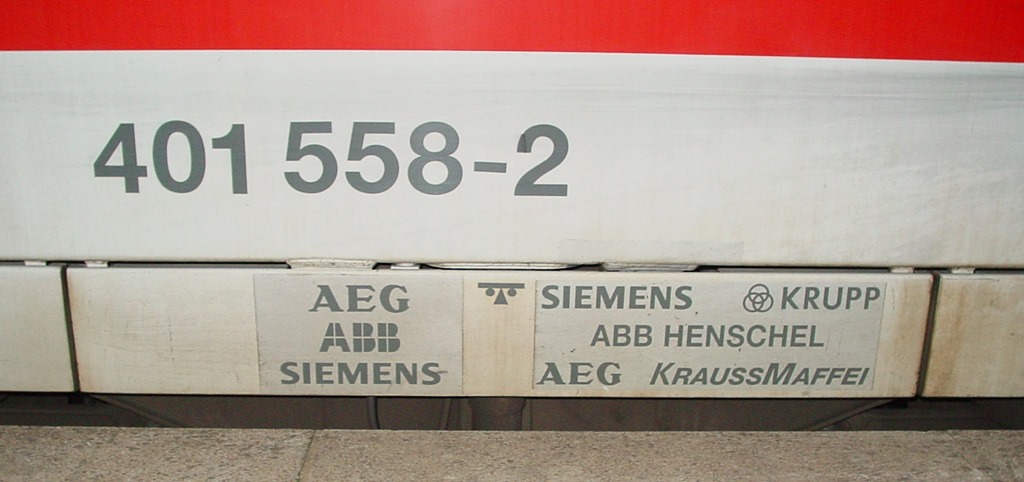 401 558-2
AEG
ABB
SIEMENS
SIEMENS KRUPP
ABB HENSCHEL
AEG KRAUSSMAFFEI